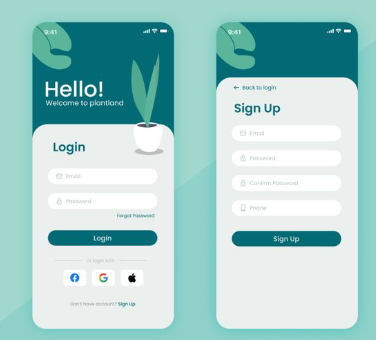 9:41
Hello!
Welcome to plantland
Login
Email
Password
Forgot Password
Login
Or login with
Don't have account? Sign Up
9:41
← Back to login
Sign Up
Email
Password
Confirm Password
Phone
Sign Up